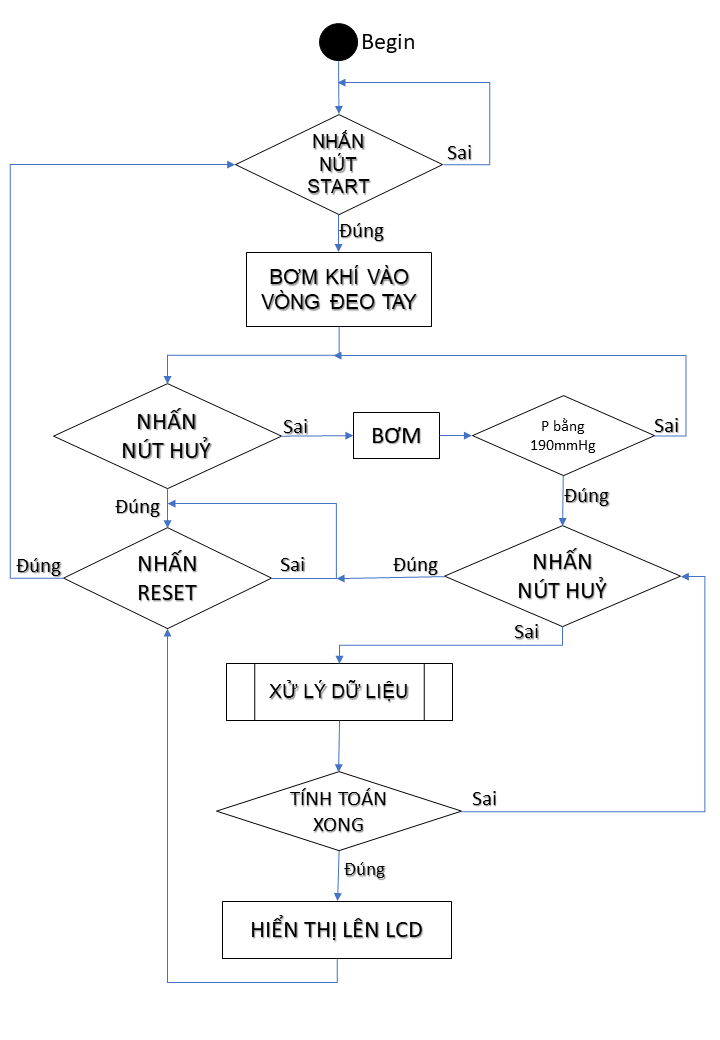 Begin
NHẤN
NÚT
START
Sai
Đúng
BƠM KHÍ VÀO
VÒNG ĐEO TAY
NHẤN
NÚT HUỶ
Sai
BƠM
P bằng
190mmHg
Sai
Đúng
Đúng
NHẤN
RESET
Đúng
Sai
Đúng
NHẤN
NÚT HUỶ
Sai
XỬ LÝ DỮ LIỆU
TÍNH TOÁN
XONG
Sai
Đúng
HIỂN THỊ LÊN LCD